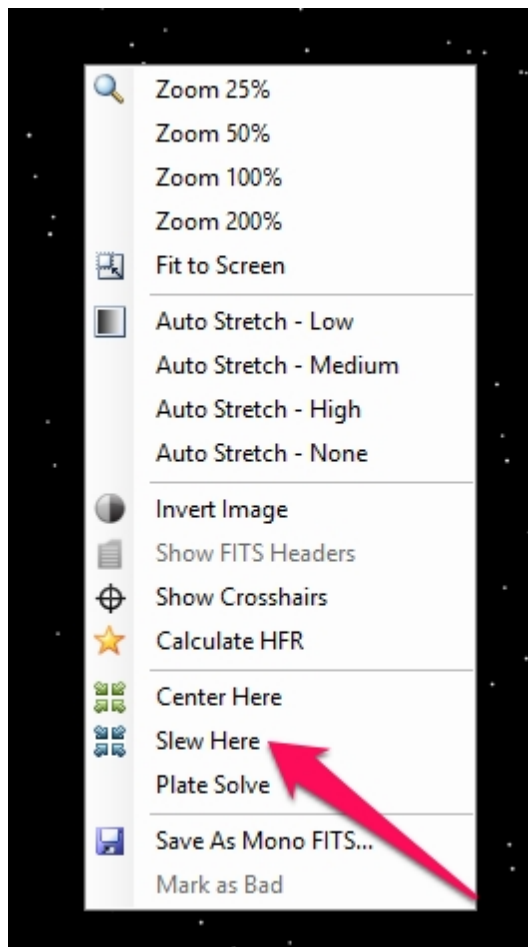 Zoom 25%
Zoom 50%
Zoom 100%
Zoom 200%
Fit to Screen
Auto Stretch - Low
Auto Stretch - Medium
Auto Stretch - High
Auto Stretch - None
Invert Image
Show FITS Headers
Show Crosshairs
Calculate HFR
Center Here
Slew Here
Plate Solve
Save As Mono FITS...
Mark as Bad